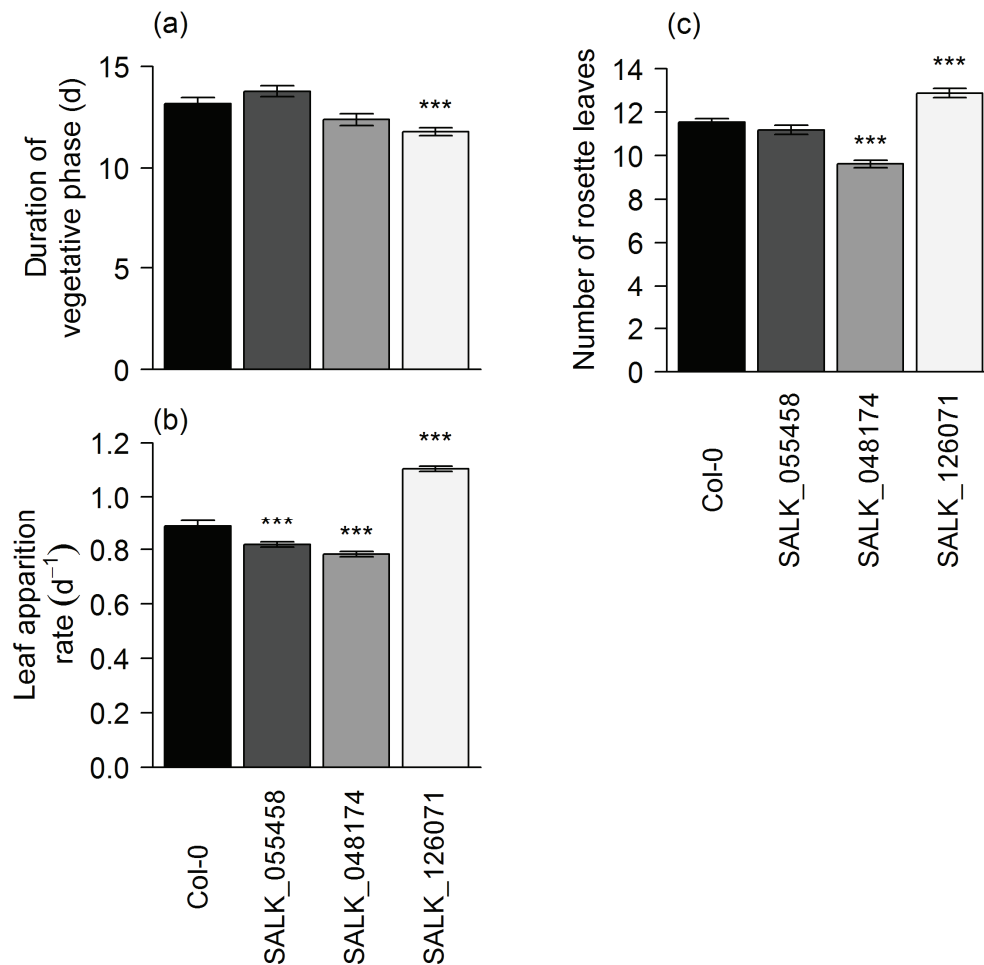 (a)
Duration of
vegetative phase (d)
15
10
5
0
***
(b)
Leaf apparition
rate (d⁻¹)
1.2
1.0
0.8
0.6
0.4
0.2
0.0
***
***
***
Col-0
SALK_055458
SALK_048174
SALK_126071
(c)
Number of rosette leaves
14
12
10
8
6
4
2
0
***
***
Col-0
SALK_055458
SALK_048174
SALK_126071